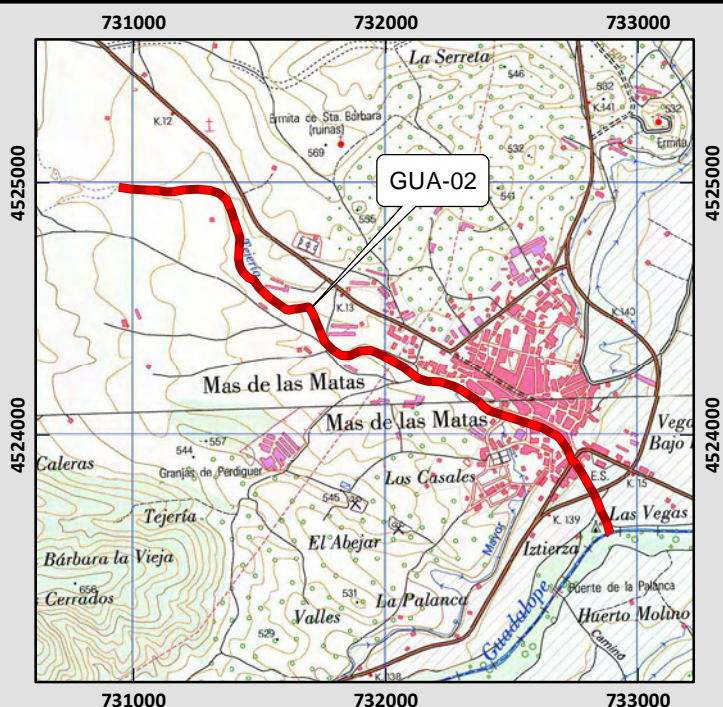 731000
732000
733000
La Serreta
546
532
K.141
K.12
532
Ermita de Sta. Bárbara
(ruinas)
569
Ermita
532
4525000
4525000
GUA-02
541
555
Tejería
K.13
K.140
Mas de las Matas
Mas de las Matas
4524000
4524000
Vega
Bajo
544
557
Caleras
Granjas de Perdiguer
Los Casales
E.S.
K. 15
545
Tejería
Mayor
K. 139
Las Vegas
El Abejar
Iztierza
Bárbara la Vieja
656
Puente de la Palanca
s Cerrados
531
La Palanca
Valles
Huerto Molino
529
Guadalope
Camino
K. 138
731000
732000
733000